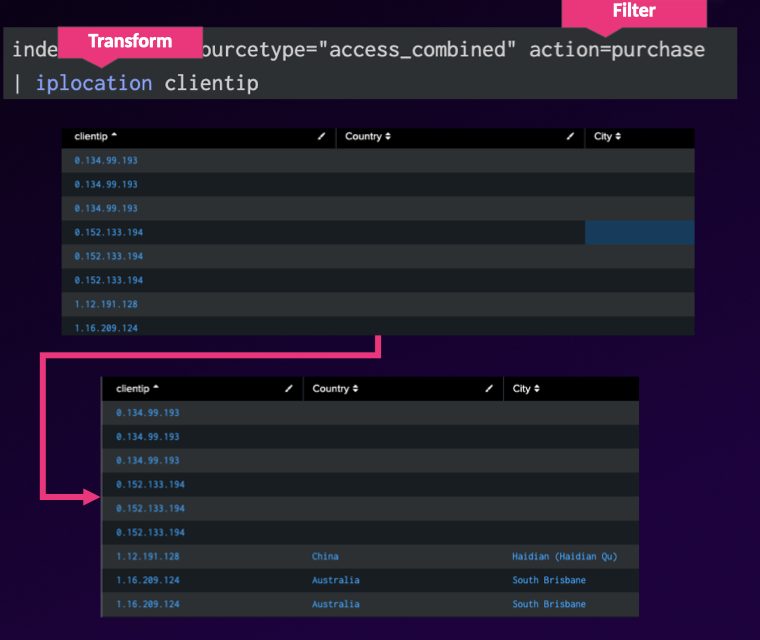 Filter
Transform
inde ourcetype="access_combined" action=purchase
| iplocation clientip
clientip Country City
0.134.99.193
0.134.99.193
0.134.99.193
0.152.133.194
0.152.133.194
0.152.133.194
1.12.191.128
1.16.209.124
clientip Country City
0.134.99.193
0.134.99.193
0.134.99.193
0.152.133.194
0.152.133.194
0.152.133.194
1.12.191.128 China Haidian (Haidian Qu)
1.16.209.124 Australia South Brisbane
1.16.209.124 Australia South Brisbane